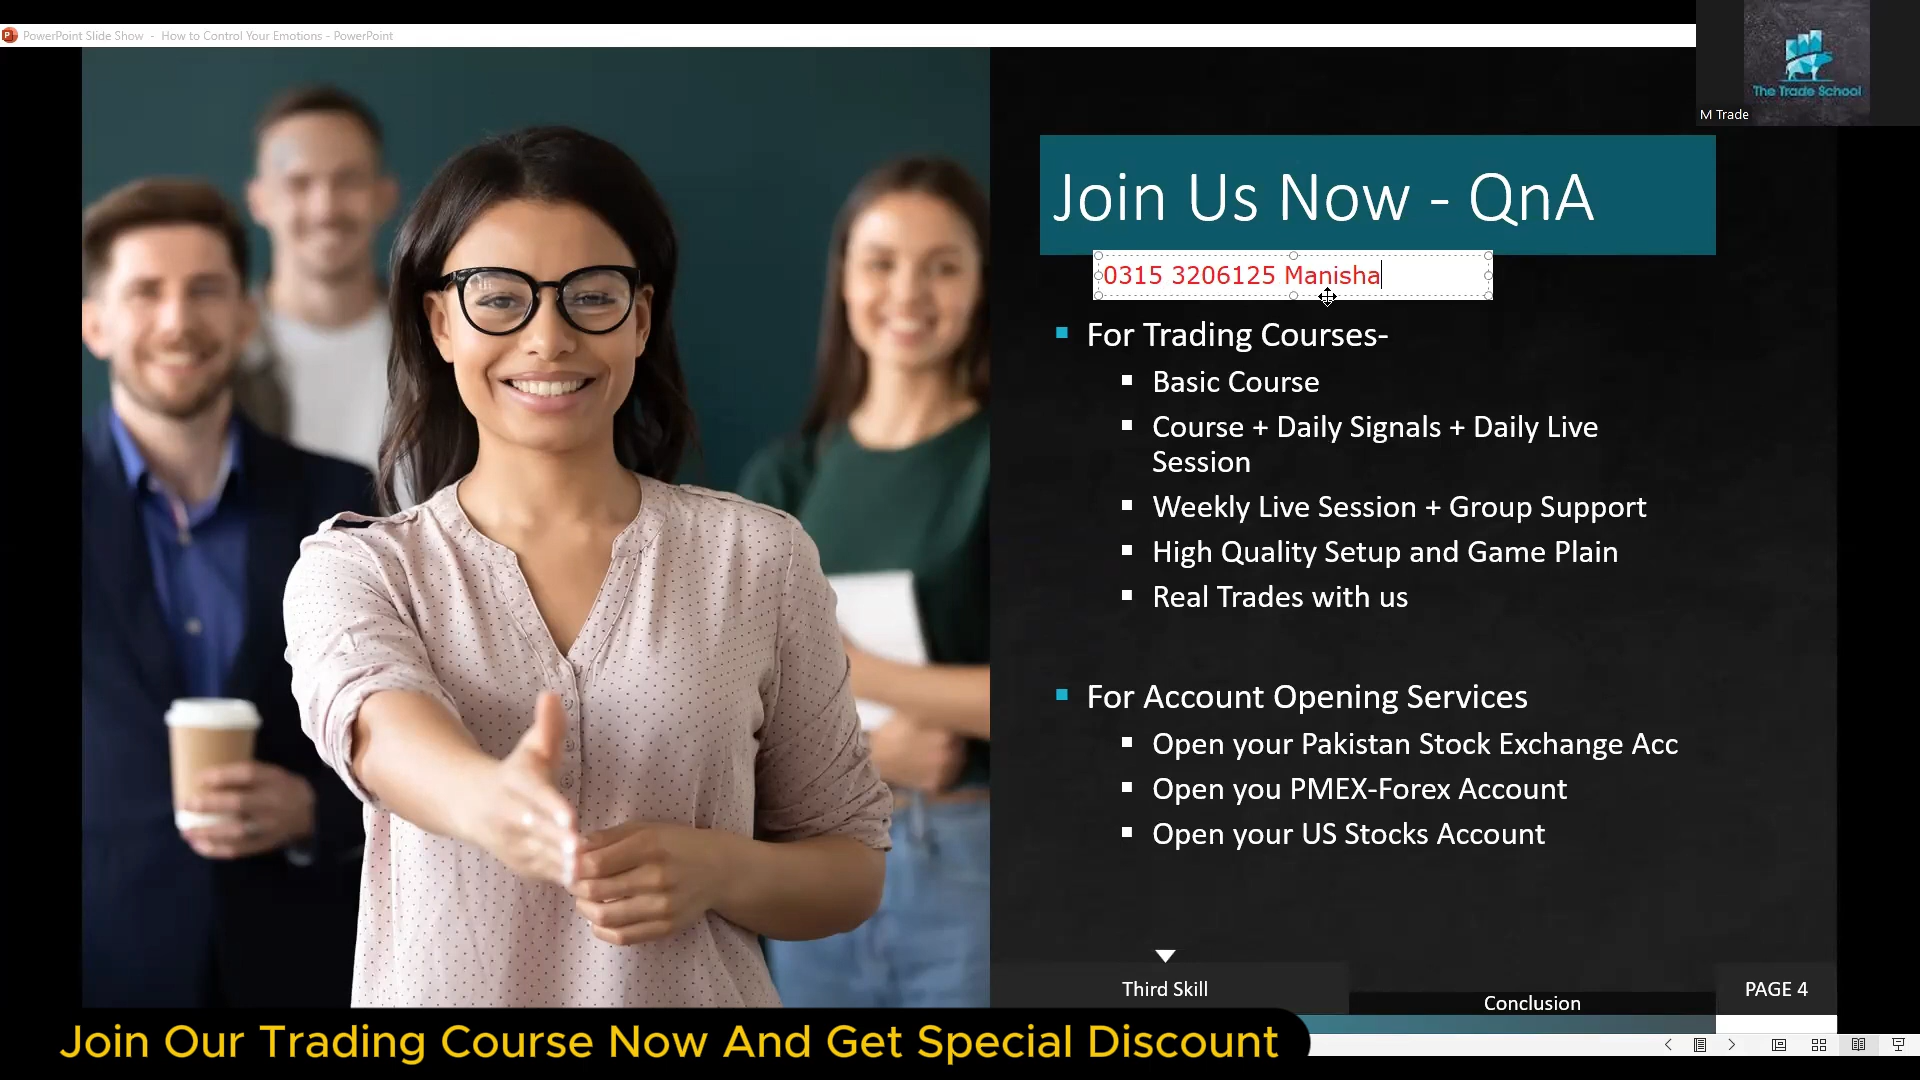 PowerPoint Slide Show - How to Control Your Emotions - PowerPoint
The Trade School
M Trade
Join Us Now - QnA
0315 3206125 Manisha
For Trading Courses-
Basic Course
Course + Daily Signals + Daily Live
Session
Weekly Live Session + Group Support
High Quality Setup and Game Plain
Real Trades with us
For Account Opening Services
Open your Pakistan Stock Exchange Acc
Open you PMEX-Forex Account
Open your US Stocks Account
Third Skill
Conclusion
PAGE 4
Join Our Trading Course Now And Get Special Discount